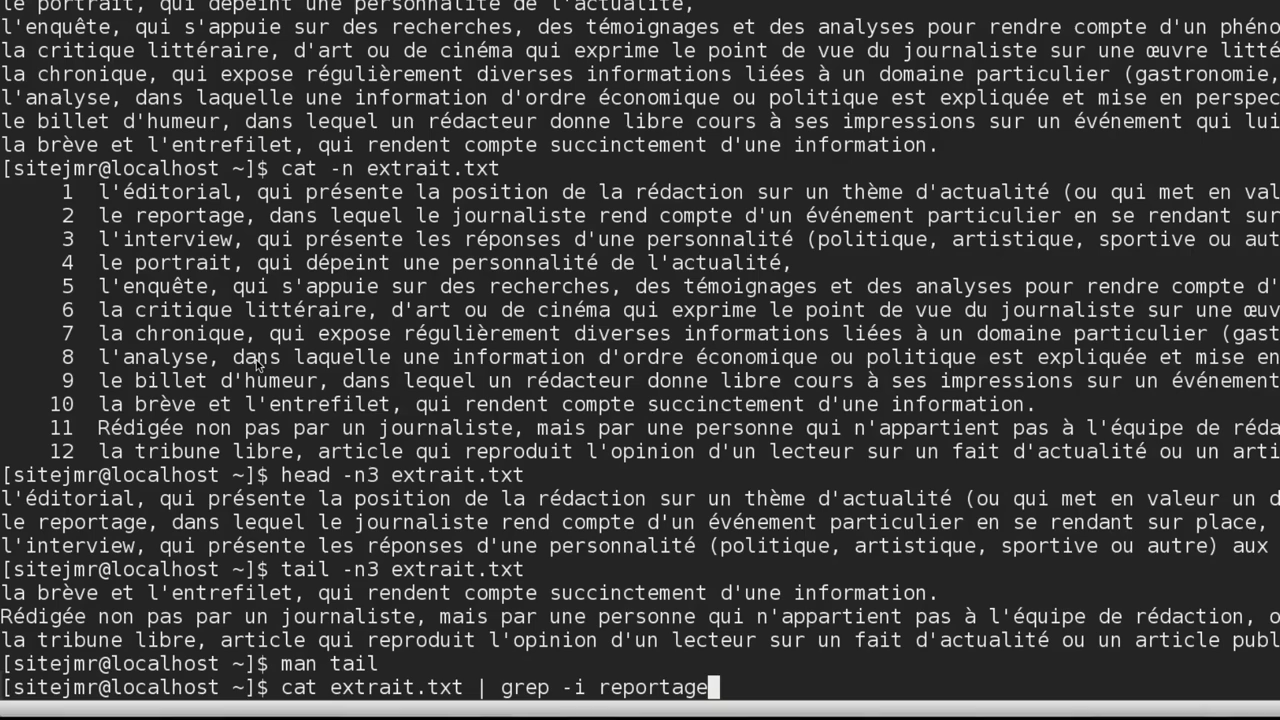 le portrait, qui dépeint une personnalité de l'actualité,
l'enquête, qui s'appuie sur des recherches, des témoignages et des analyses pour rendre compte d'un phéno
la critique littéraire, d'art ou de cinéma qui exprime le point de vue du journaliste sur une œuvre litté
la chronique, qui expose régulièrement diverses informations liées à un domaine particulier (gastronomie,
l'analyse, dans laquelle une information d'ordre économique ou politique est expliquée et mise en perspec
le billet d'humeur, dans lequel un rédacteur donne libre cours à ses impressions sur un événement qui lui
la brève et l'entrefilet, qui rendent compte succinctement d'une information.
[sitejmr@localhost ~]$ cat -n extrait.txt
1 l'éditorial, qui présente la position de la rédaction sur un thème d'actualité (ou qui met en val
2 le reportage, dans lequel le journaliste rend compte d'un événement particulier en se rendant sur
3 l'interview, qui présente les réponses d'une personnalité (politique, artistique, sportive ou aut
4 le portrait, qui dépeint une personnalité de l'actualité,
5 l'enquête, qui s'appuie sur des recherches, des témoignages et des analyses pour rendre compte d'
6 la critique littéraire, d'art ou de cinéma qui exprime le point de vue du journaliste sur une œuv
7 la chronique, qui expose régulièrement diverses informations liées à un domaine particulier (gast
8 l'analyse, dans laquelle une information d'ordre économique ou politique est expliquée et mise en
9 le billet d'humeur, dans lequel un rédacteur donne libre cours à ses impressions sur un événement
10 la brève et l'entrefilet, qui rendent compte succinctement d'une information.
11 Rédigée non pas par un journaliste, mais par une personne qui n'appartient pas à l'équipe de réda
12 la tribune libre, article qui reproduit l'opinion d'un lecteur sur un fait d'actualité ou un arti
[sitejmr@localhost ~]$ head -n3 extrait.txt
l'éditorial, qui présente la position de la rédaction sur un thème d'actualité (ou qui met en valeur un d
le reportage, dans lequel le journaliste rend compte d'un événement particulier en se rendant sur place,
l'interview, qui présente les réponses d'une personnalité (politique, artistique, sportive ou autre) aux
[sitejmr@localhost ~]$ tail -n3 extrait.txt
la brève et l'entrefilet, qui rendent compte succinctement d'une information.
Rédigée non pas par un journaliste, mais par une personne qui n'appartient pas à l'équipe de rédaction, o
la tribune libre, article qui reproduit l'opinion d'un lecteur sur un fait d'actualité ou un article publ
[sitejmr@localhost ~]$ man tail
[sitejmr@localhost ~]$ cat extrait.txt | grep -i reportage